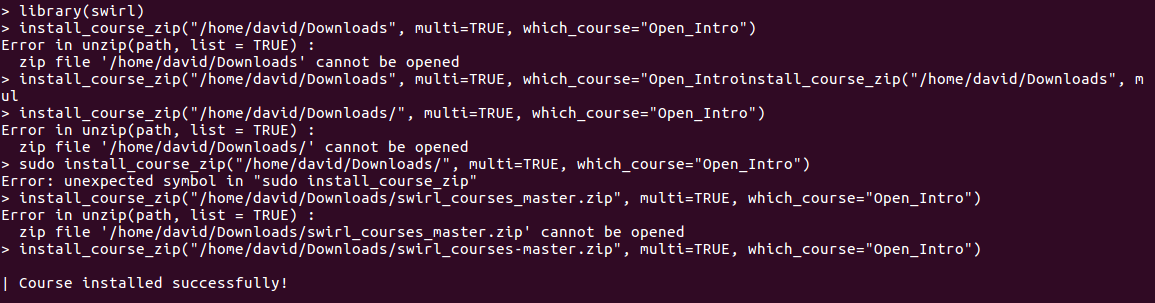 > library(swirl)
> install_course_zip("/home/david/Downloads", multi=TRUE, which_course="Open_Intro")
Error in unzip(path, list = TRUE) :
  zip file '/home/david/Downloads' cannot be opened
> install_course_zip("/home/david/Downloads", multi=TRUE, which_course="Open_Introinstall_course_zip("/home/david/Downloads", m
ul
> install_course_zip("/home/david/Downloads/", multi=TRUE, which_course="Open_Intro")
Error in unzip(path, list = TRUE) :
  zip file '/home/david/Downloads/' cannot be opened
> sudo install_course_zip("/home/david/Downloads/", multi=TRUE, which_course="Open_Intro")
Error: unexpected symbol in "sudo install_course_zip"
> install_course_zip("/home/david/Downloads/swirl_courses_master.zip", multi=TRUE, which_course="Open_Intro")
Error in unzip(path, list = TRUE) :
  zip file '/home/david/Downloads/swirl_courses_master.zip' cannot be opened
> install_course_zip("/home/david/Downloads/swirl_courses-master.zip", multi=TRUE, which_course="Open_Intro")
| Course installed successfully!